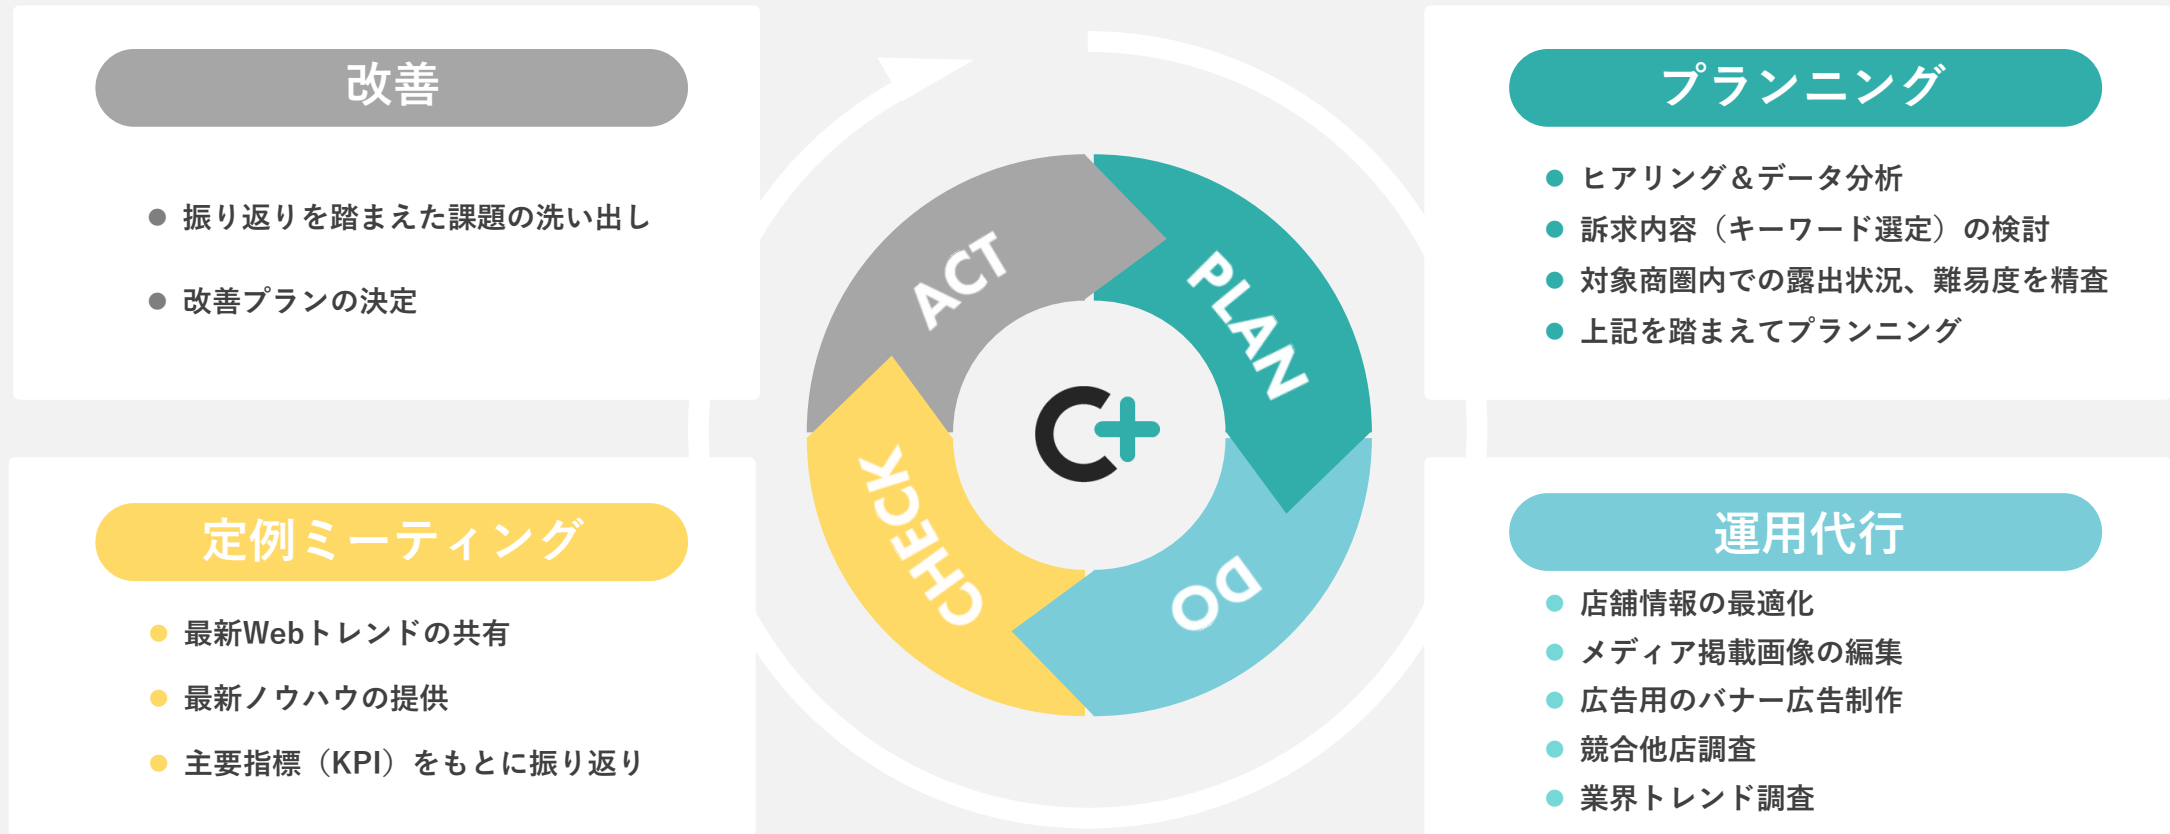 改善
振り返りを踏まえた課題の洗い出し
改善プランの決定
プランニング
ヒアリング＆データ分析
訴求内容（キーワード選定）の検討
対象商圏内での露出状況、難易度を精査
上記を踏まえてプランニング
ACT
PLAN
C+
CHECK
DO
定例ミーティング
最新Webトレンドの共有
最新ノウハウの提供
主要指標（KPI）をもとに振り返り
運用代行
店舗情報の最適化
メディア掲載画像の編集
広告用のバナー広告制作
競合他店調査
業界トレンド調査